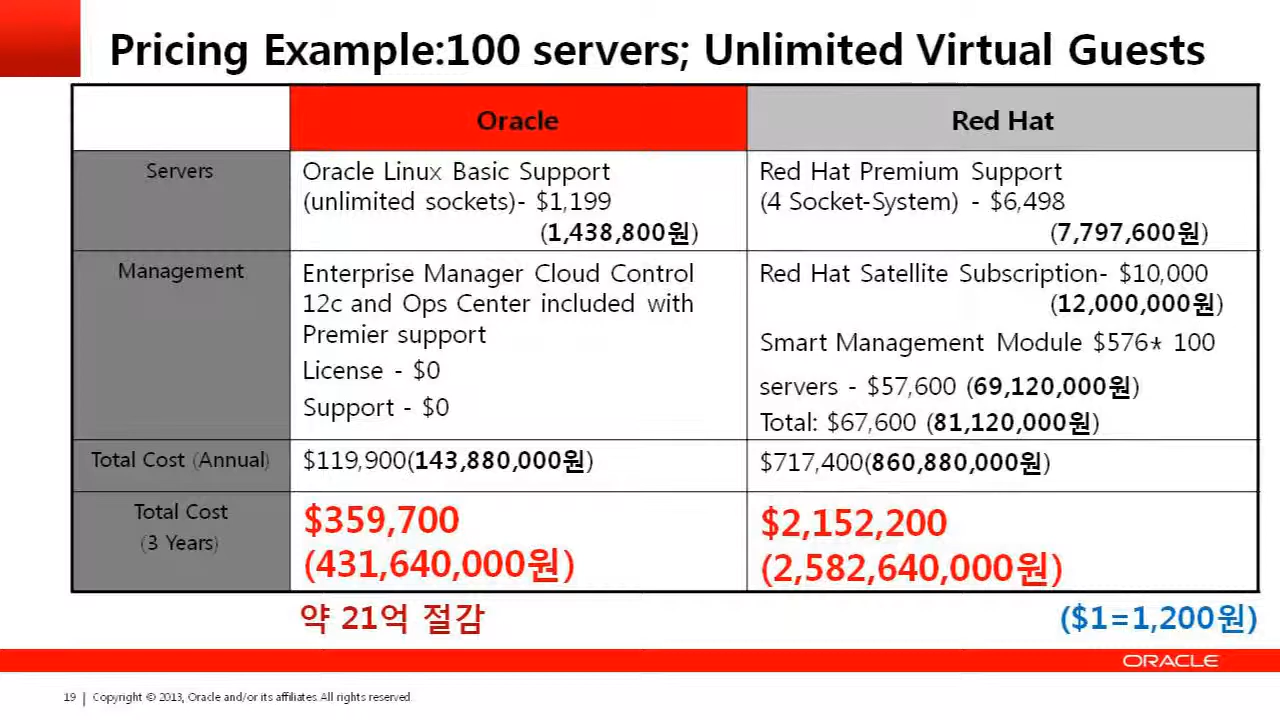 Pricing Example:100 servers; Unlimited Virtual Guests
Oracle
Red Hat
Servers
Oracle Linux Basic Support
(unlimited sockets)- $1,199
(1,438,800원)
Red Hat Premium Support
(4 Socket-System) - $6,498
(7,797,600원)
Management
Enterprise Manager Cloud Control
12c and Ops Center included with
Premier support
License - $0
Support - $0
Red Hat Satellite Subscription- $10,000
(12,000,000원)
Smart Management Module $576* 100
servers - $57,600 (69,120,000원)
Total: $67,600 (81,120,000원)
Total Cost (Annual)
$119,900(143,880,000원)
$717,400(860,880,000원)
Total Cost
(3 Years)
$359,700
(431,640,000원)
$2,152,200
(2,582,640,000원)
약 21억 절감
($1=1,200원)
ORACLE
19 | Copyright © 2013, Oracle and/or its affiliates. All rights reserved.